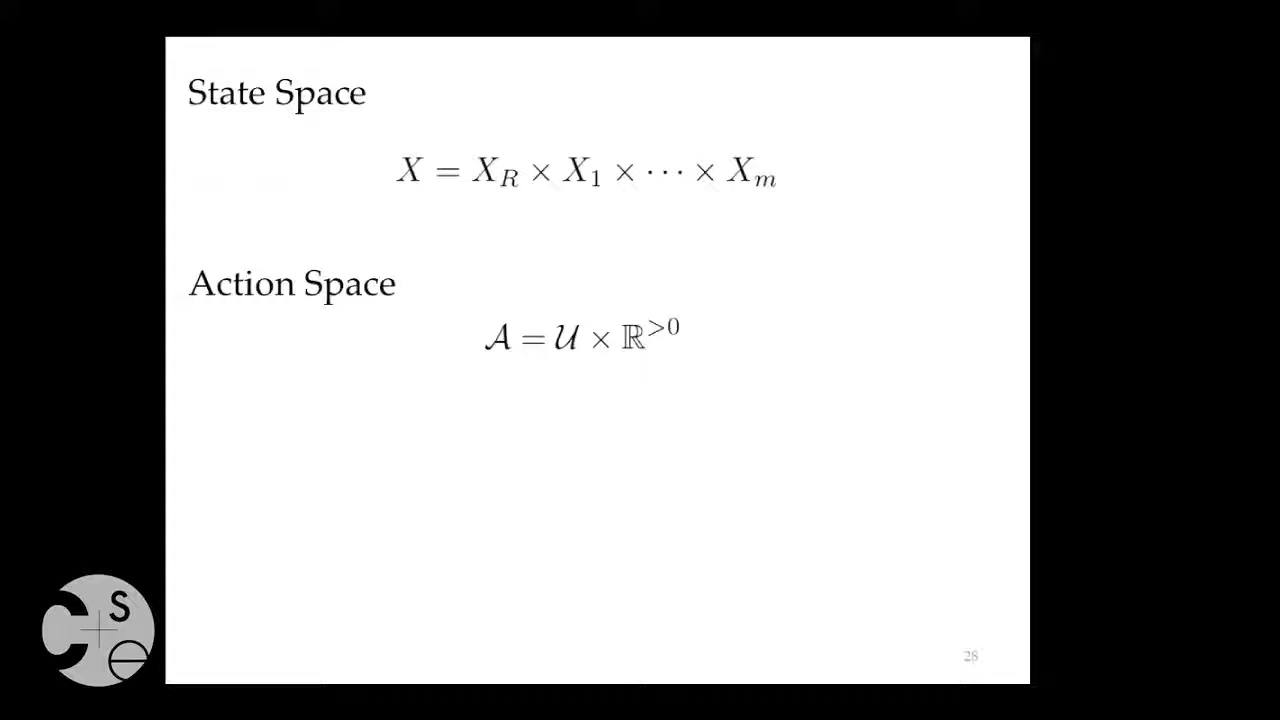 State Space
X = X_R × X_1 × ⋯ × X_m
Action Space
𝒜 = 𝒰 × ℝ^{>0}
28
C S e